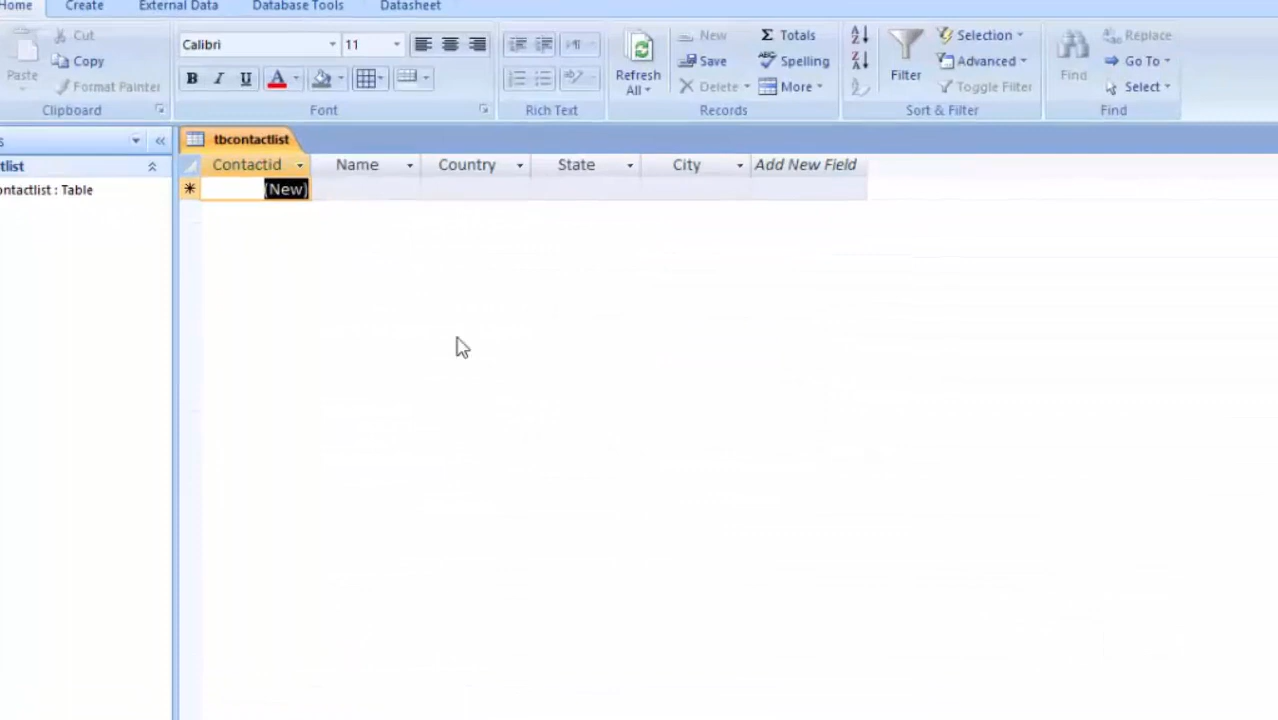 Home Create External Data Database Tools Datasheet
Cut
Copy
Format Painter
Paste
Clipboard
Calibri 11
B I U A
Font
Rich Text
Refresh
All
New
Save
Delete
Totals
Spelling
More
Records
Filter
Selection
Advanced
Toggle Filter
Sort & Filter
Find
Replace
Go To
Select
Find
s
tlist
ontactlist : Table
tbcontactlist
Contactid Name Country State City Add New Field
(New)